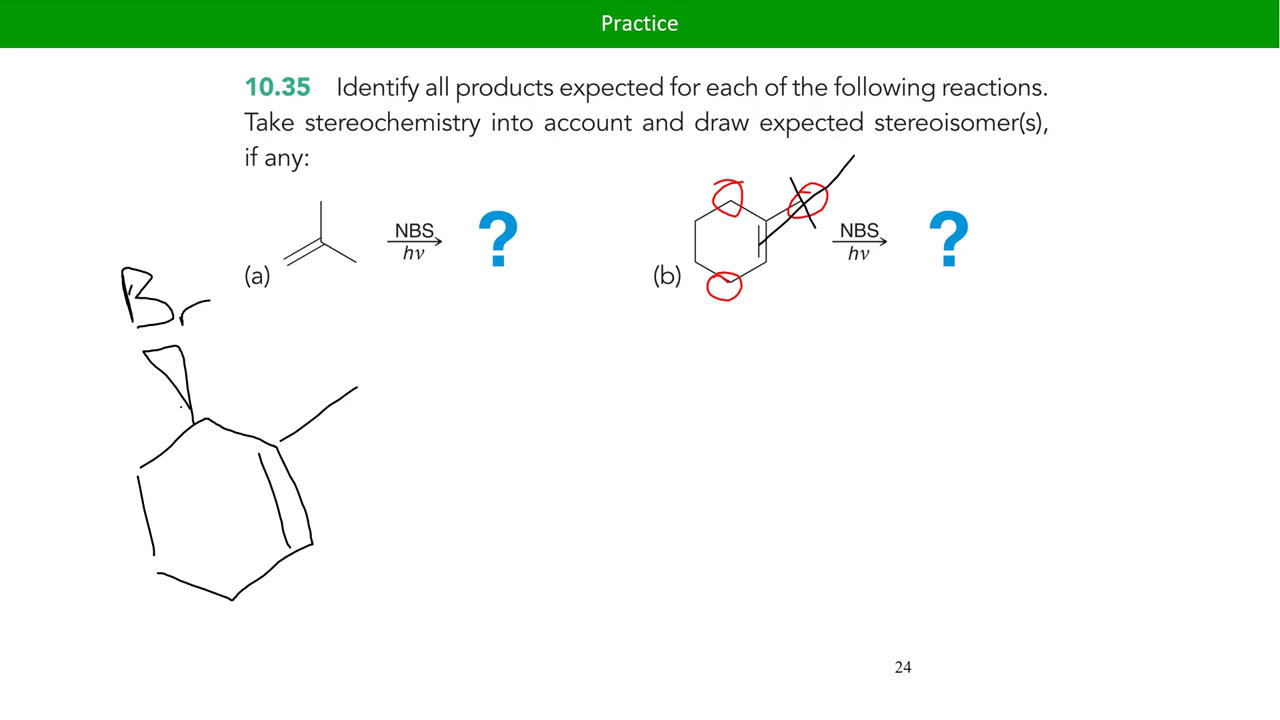 Practice
10.35 Identify all products expected for each of the following reactions.
Take stereochemistry into account and draw expected stereoisomer(s),
if any:
(a)
NBS
hν
?
(b)
NBS
hν
?
Br
24